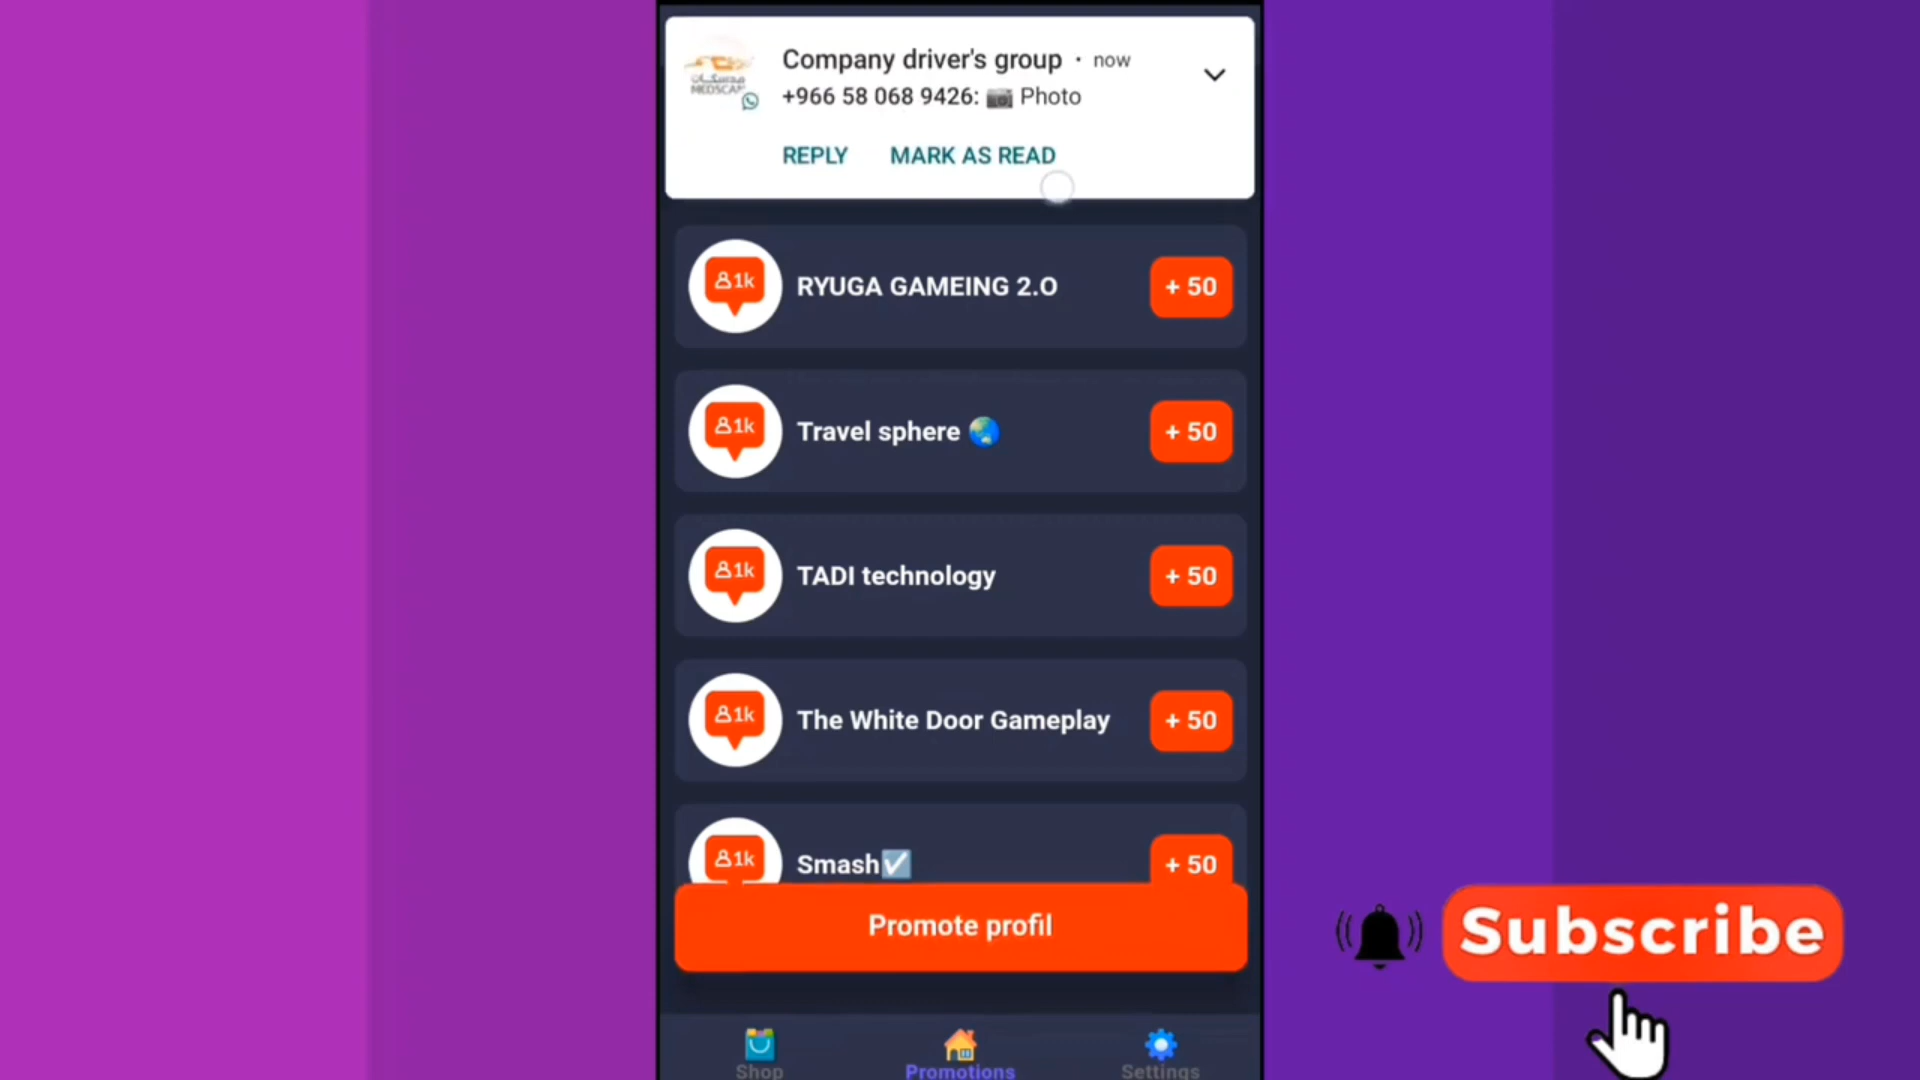 Company driver's group · now
مدسكان
MEDSCAN
+966 58 068 9426: 📷 Photo
REPLY MARK AS READ
1k RYUGA GAMEING 2.O + 50
1k Travel sphere 🌏 + 50
1k TADI technology + 50
1k The White Door Gameplay + 50
1k Smash☑️ + 50
Promote profil
Subscribe
Shop Promotions Settings